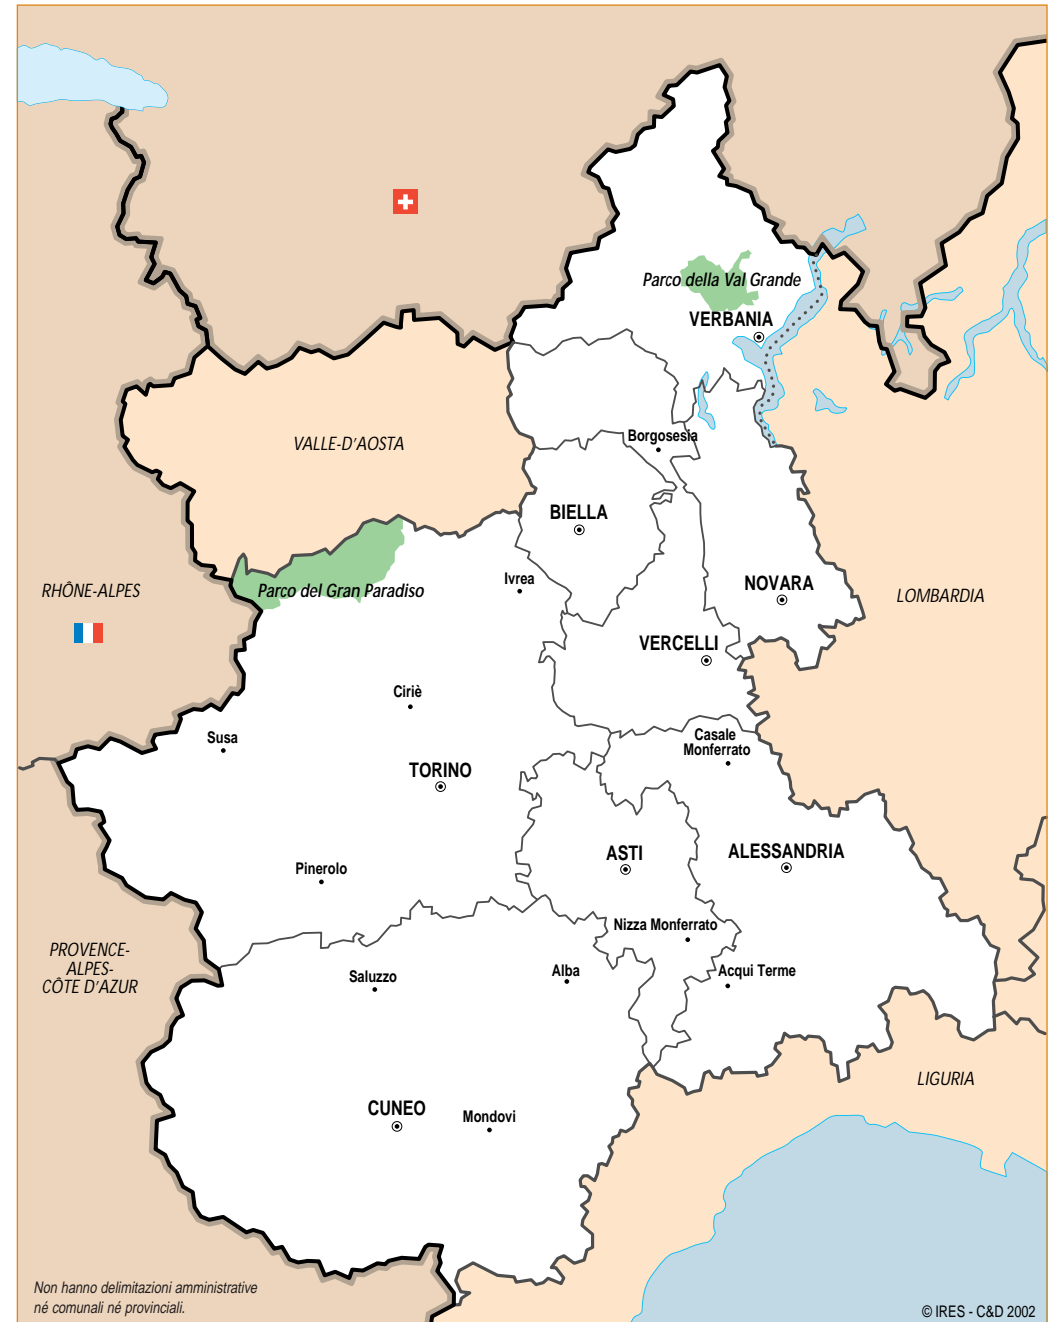 Parco della Val Grande
VERBANIA
VALLE-D'AOSTA
Borgosesia
BIELLA
Ivrea
Parco del Gran Paradiso
RHÔNE-ALPES
NOVARA
LOMBARDIA
VERCELLI
Ciriè
Susa
Casale
Monferrato
TORINO
ASTI
ALESSANDRIA
Pinerolo
Nizza Monferrato
PROVENCE-
ALPES-
CÔTE D'AZUR
Saluzzo
Alba
Acqui Terme
LIGURIA
CUNEO
Mondovi
Non hanno delimitazioni amministrative
né comunali né provinciali.
© IRES - C&D 2002